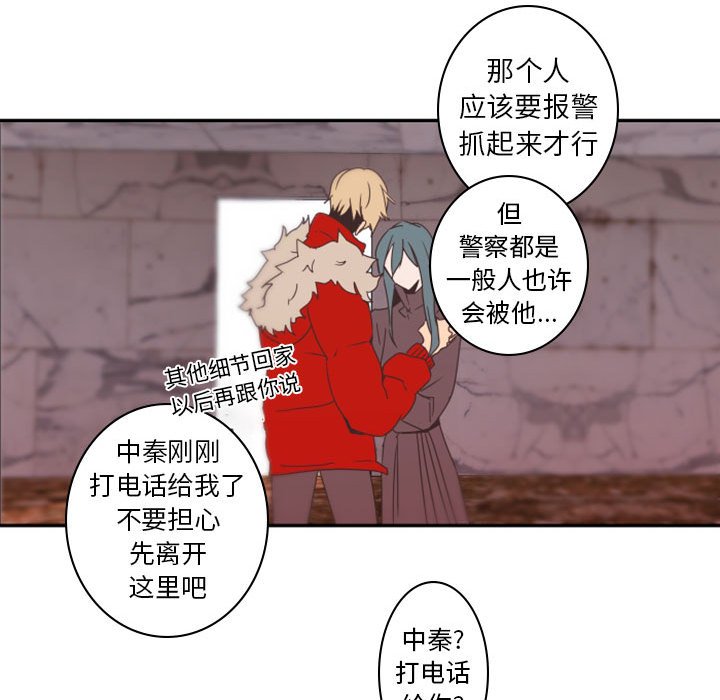 那个人
应该要报警
抓起来才行
但
警察都是
一般人也许
会被他...
其他细节回家
以后再跟你说
中秦刚刚
打电话给我了
不要担心
先离开
这里吧
中秦?
打电话
给你?